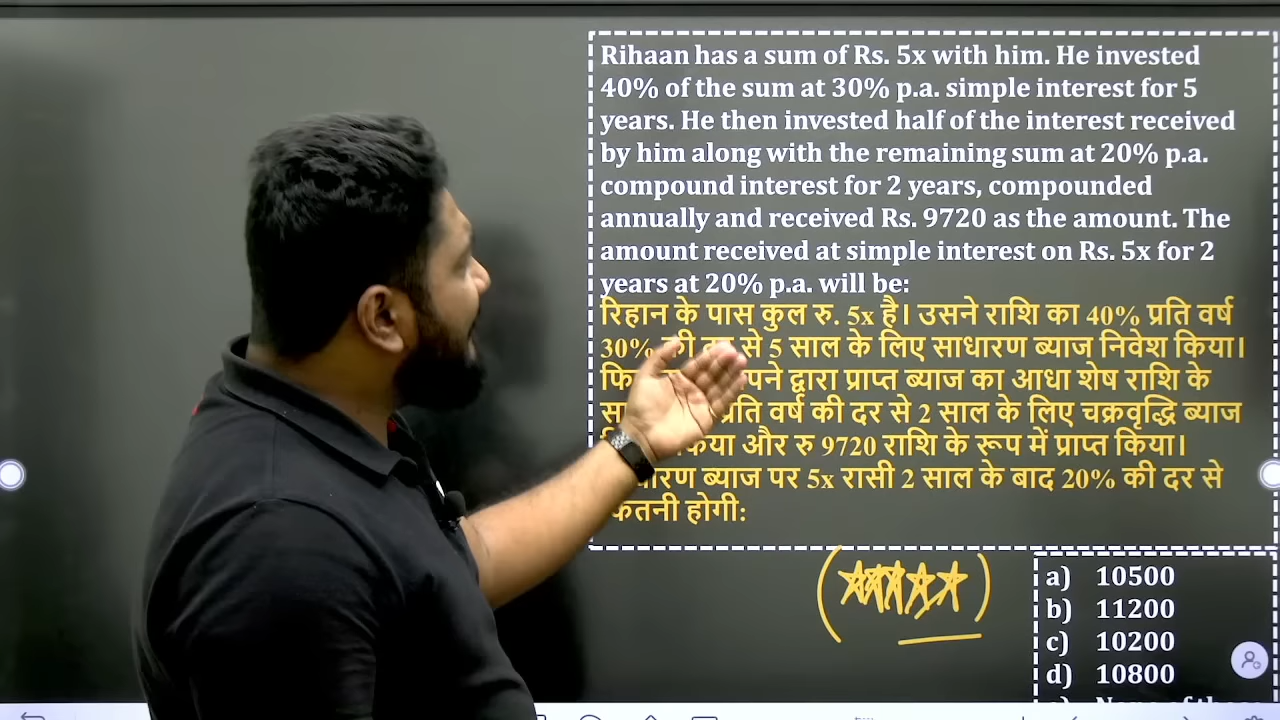 Rihaan has a sum of Rs. 5x with him. He invested
40% of the sum at 30% p.a. simple interest for 5
years. He then invested half of the interest received
by him along with the remaining sum at 20% p.a.
compound interest for 2 years, compounded
annually and received Rs. 9720 as the amount. The
amount received at simple interest on Rs. 5x for 2
years at 20% p.a. will be:
रिहान के पास कुल रु. 5x है। उसने राशि का 40% प्रति वर्ष
30% की दर से 5 साल के लिए साधारण ब्याज निवेश किया।
द्वारा प्राप्त ब्याज का आधा शेष राशि के
प्रति वर्ष की दर से 2 साल के लिए चक्रवृद्धि ब्याज
किया और रु 9720 राशि के रूप में प्राप्त किया।
ब्याज पर 5x रासी 2 साल के बाद 20% की दर से
होगी:
a) 10500
b) 11200
c) 10200
d) 10800